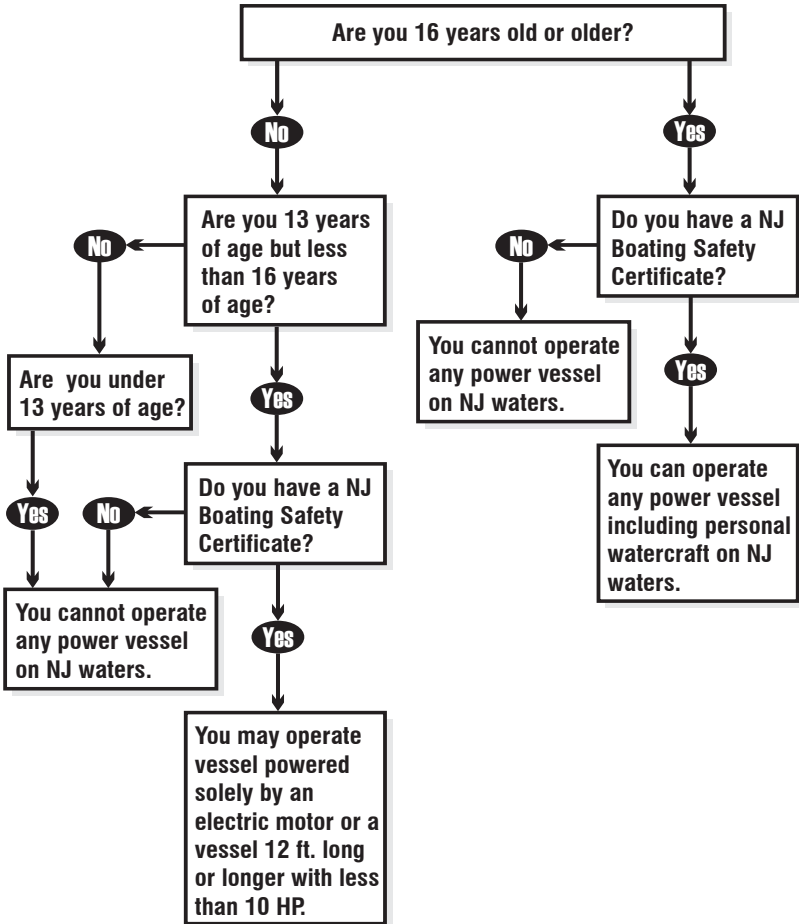 Are you 16 years old or older?
No
Yes
Are you 13 years
of age but less
than 16 years
of age?
No
Do you have a NJ
Boating Safety
Certificate?
No
You cannot operate
any power vessel
on NJ waters.
Yes
Are you under
13 years of age?
Yes
You can operate
any power vessel
including personal
watercraft on NJ
waters.
Do you have a NJ
Boating Safety
Certificate?
Yes
No
You cannot operate
any power vessel
on NJ waters.
Yes
You may operate
vessel powered
solely by an
electric motor or a
vessel 12 ft. long
or longer with less
than 10 HP.